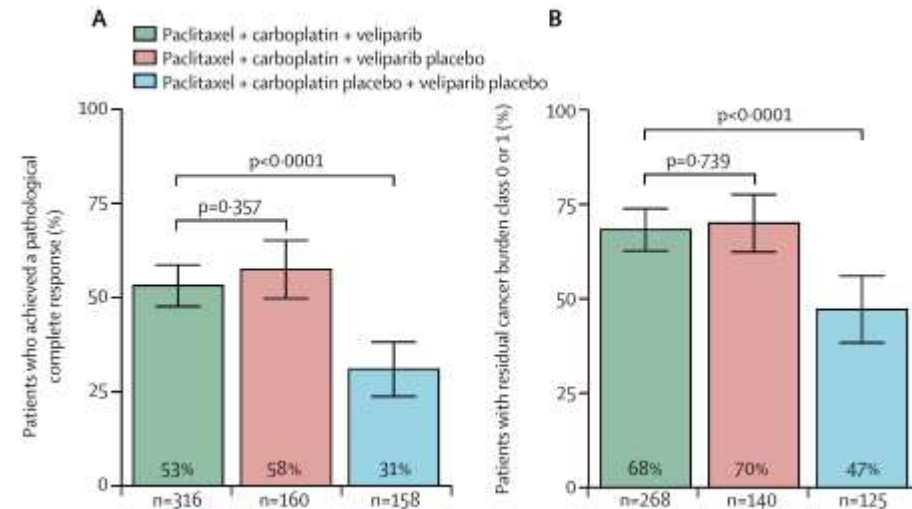 A
B
Paclitaxel + carboplatin + veliparib
Paclitaxel + carboplatin + veliparib placebo
Paclitaxel + carboplatin placebo + veliparib placebo
Patients who achieved a pathological
complete response (%)
100
75
50
25
0
p<0·0001
p=0·357
53%
58%
31%
n=316
n=160
n=158
Patients with residual cancer burden class 0 or 1 (%)
100
75
50
25
0
p<0·0001
p=0·739
68%
70%
47%
n=268
n=140
n=125